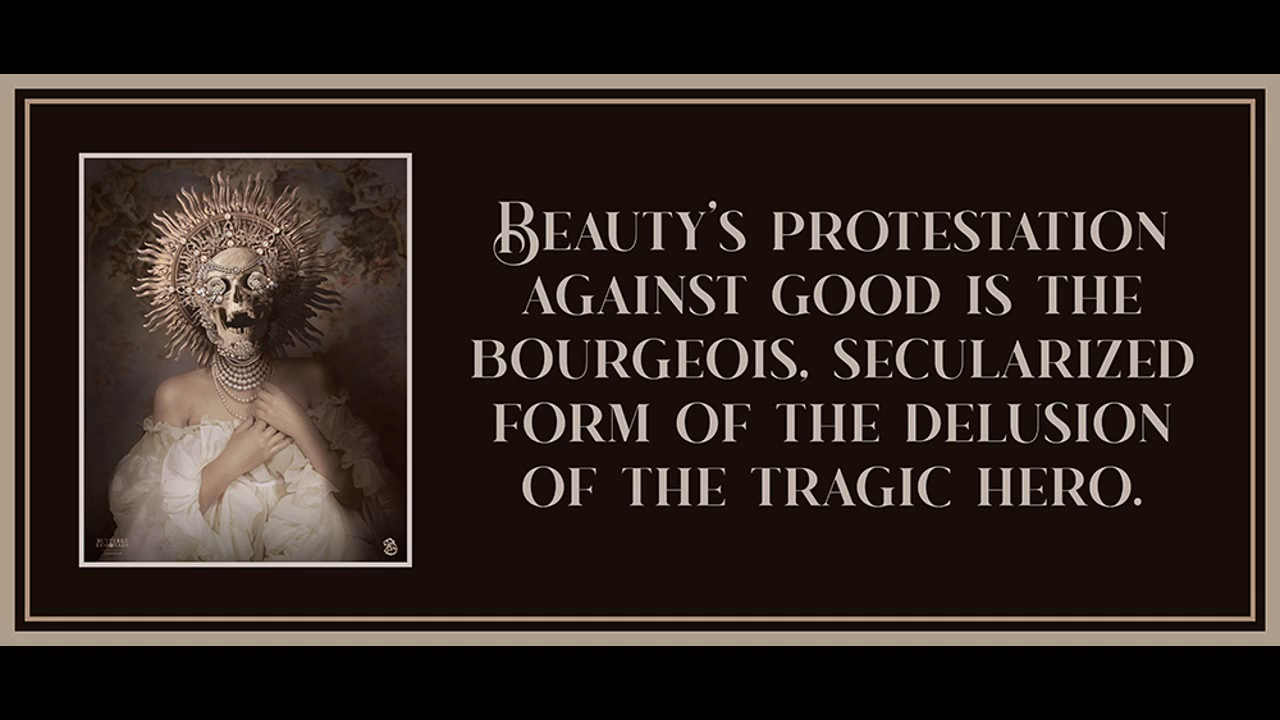 Beauty's protestation
against good is the
bourgeois, secularized
form of the delusion
of the tragic hero.